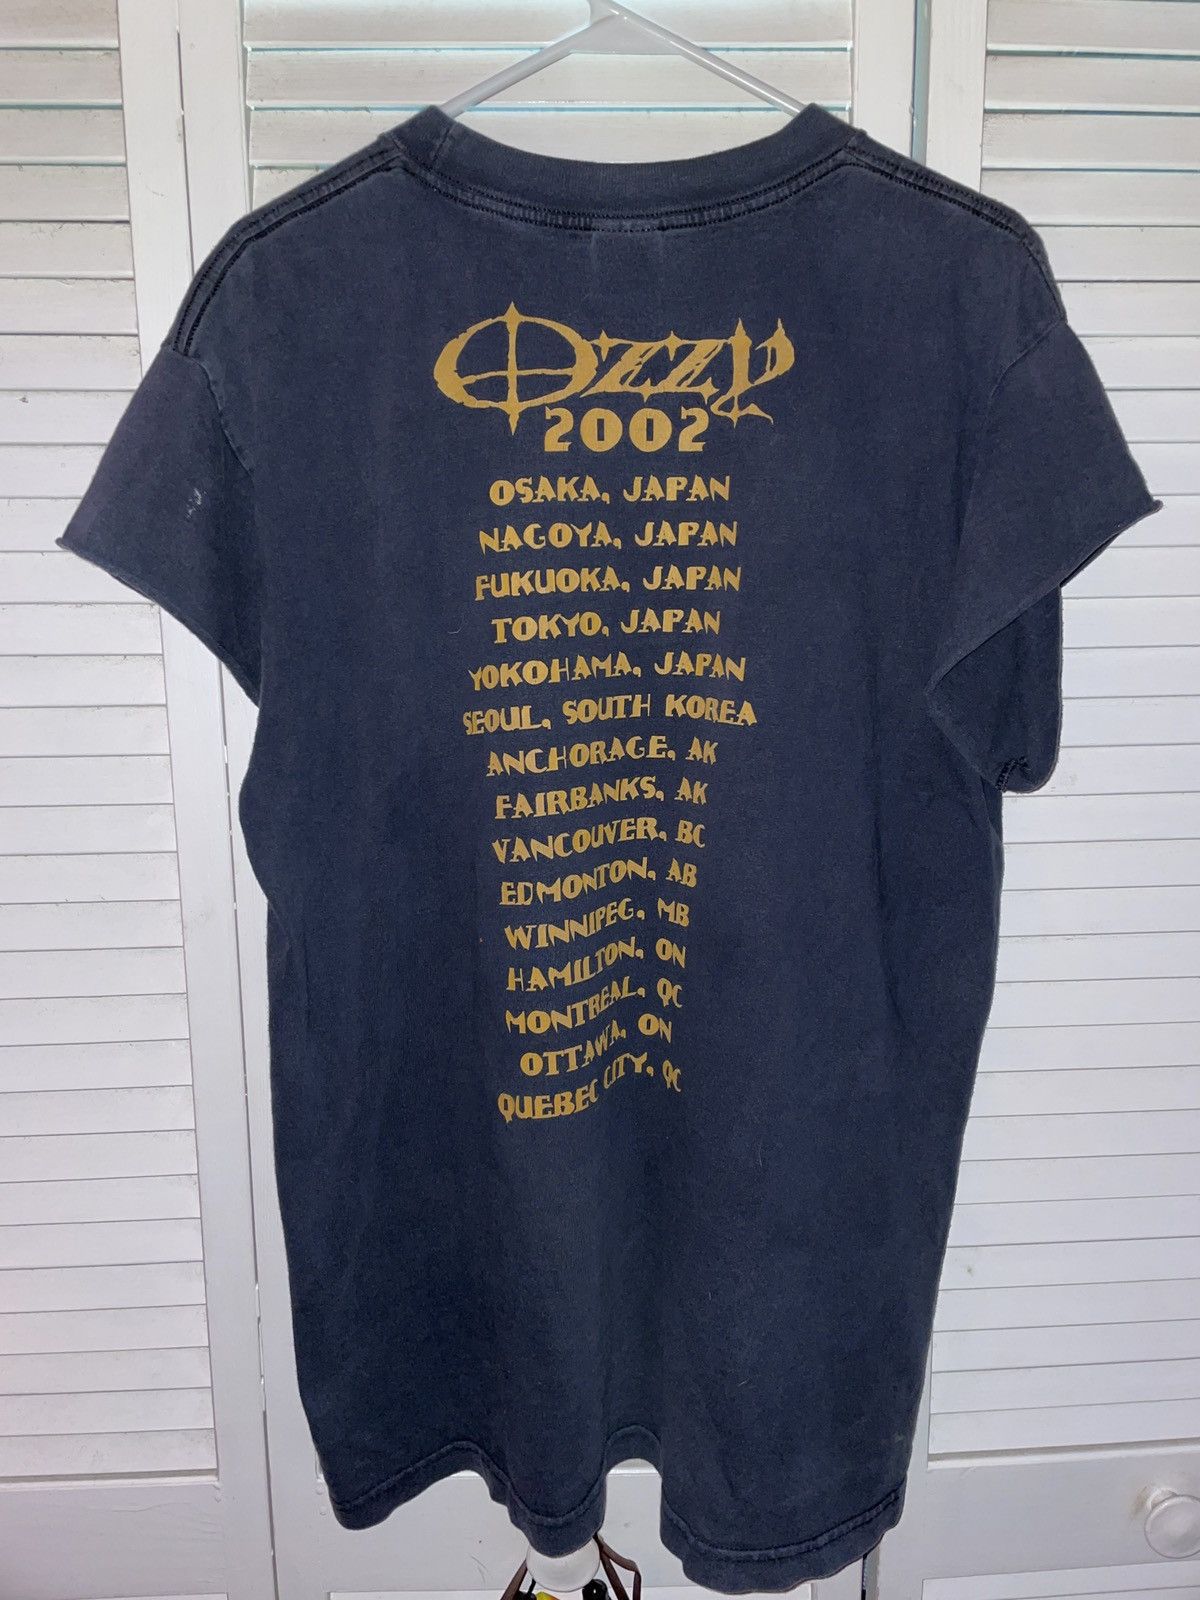 Ozzy
2002
OSAKA, JAPAN
NAGOYA, JAPAN
FUKUOKA, JAPAN
TOKYO, JAPAN
YOKOHAMA, JAPAN
SEOUL, SOUTH KOREA
ANCHORAGE, AK
FAIRBANKS, AK
VANCOUVER, BC
EDMONTON, AB
WINNIPEG, MB
HAMILTON, ON
MONTREAL, QC
OTTAWA, ON
QUEBEC CITY, QC